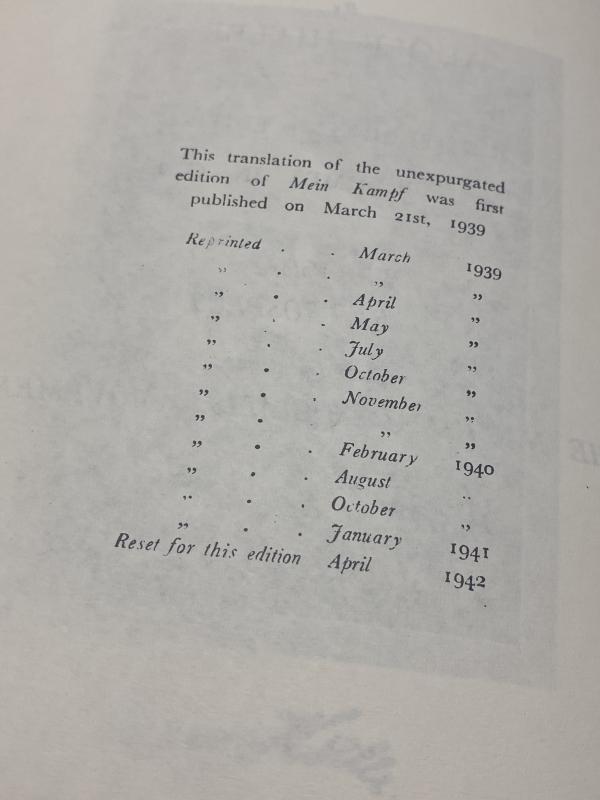 This translation of the unexpurgated
edition of Mein Kampf was first
published on March 21st, 1939
Reprinted . . March 1939
„ . . „ „
„ . . April „
„ . . May „
„ . . July „
„ . . October „
„ . . November „
„ . . „ „
„ . . February 1940
„ . . August „
„ . . October „
„ . . January 1941
Reset for this edition April 1942